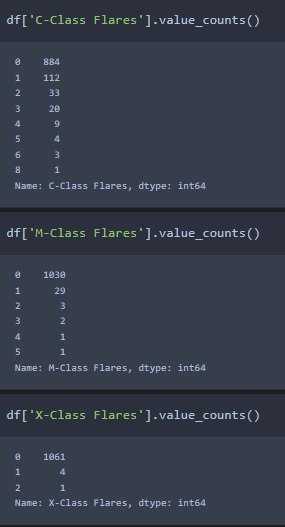 df['C-Class Flares'].value_counts()
0 884
1 112
2 33
3 20
4 9
5 4
6 3
8 1
Name: C-Class Flares, dtype: int64
df['M-Class Flares'].value_counts()
0 1030
1 29
2 3
3 2
4 1
5 1
Name: M-Class Flares, dtype: int64
df['X-Class Flares'].value_counts()
0 1061
1 4
2 1
Name: X-Class Flares, dtype: int64